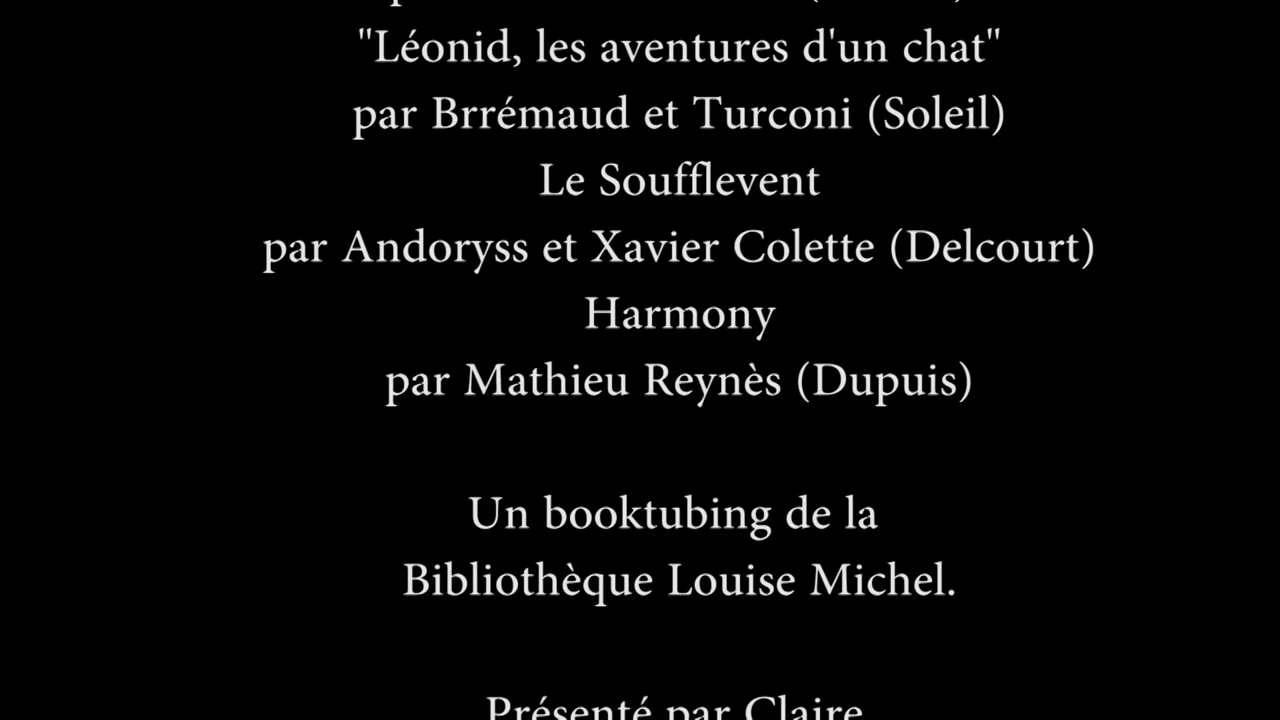 "Léonid, les aventures d'un chat"
par Brrémaud et Turconi (Soleil)
Le Soufflevent
par Andoryss et Xavier Colette (Delcourt)
Harmony
par Mathieu Reynès (Dupuis)
Un booktubing de la
Bibliothèque Louise Michel.
Présenté par Claire